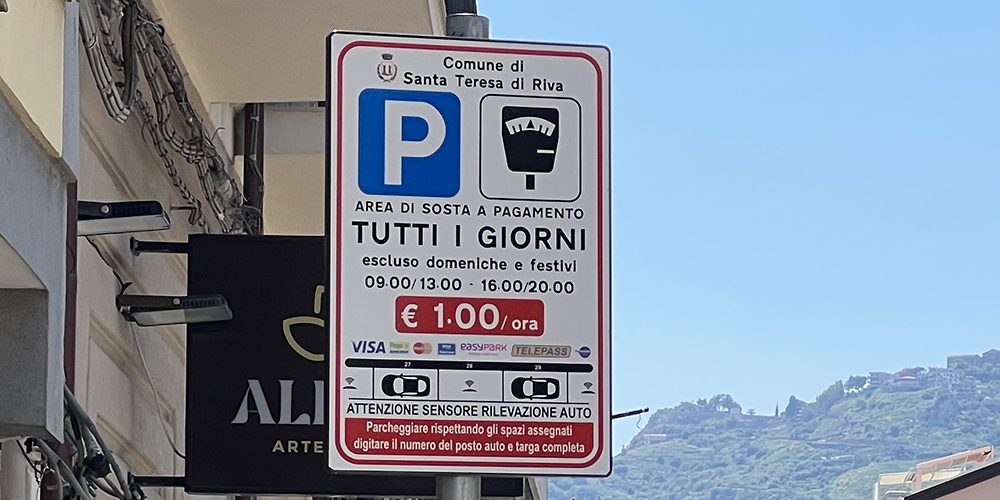 Comune di
Santa Teresa di Riva
P
AREA DI SOSTA A PAGAMENTO
TUTTI I GIORNI
escluso domeniche e festivi
09.00/13.00 - 16.00/20.00
€ 1.00/ora
VISA easypark TELEPASS
27 28 29
ATTENZIONE SENSORE RILEVAZIONE AUTO
Parcheggiare rispettando gli spazi assegnati
digitare il numero del posto auto e targa completa